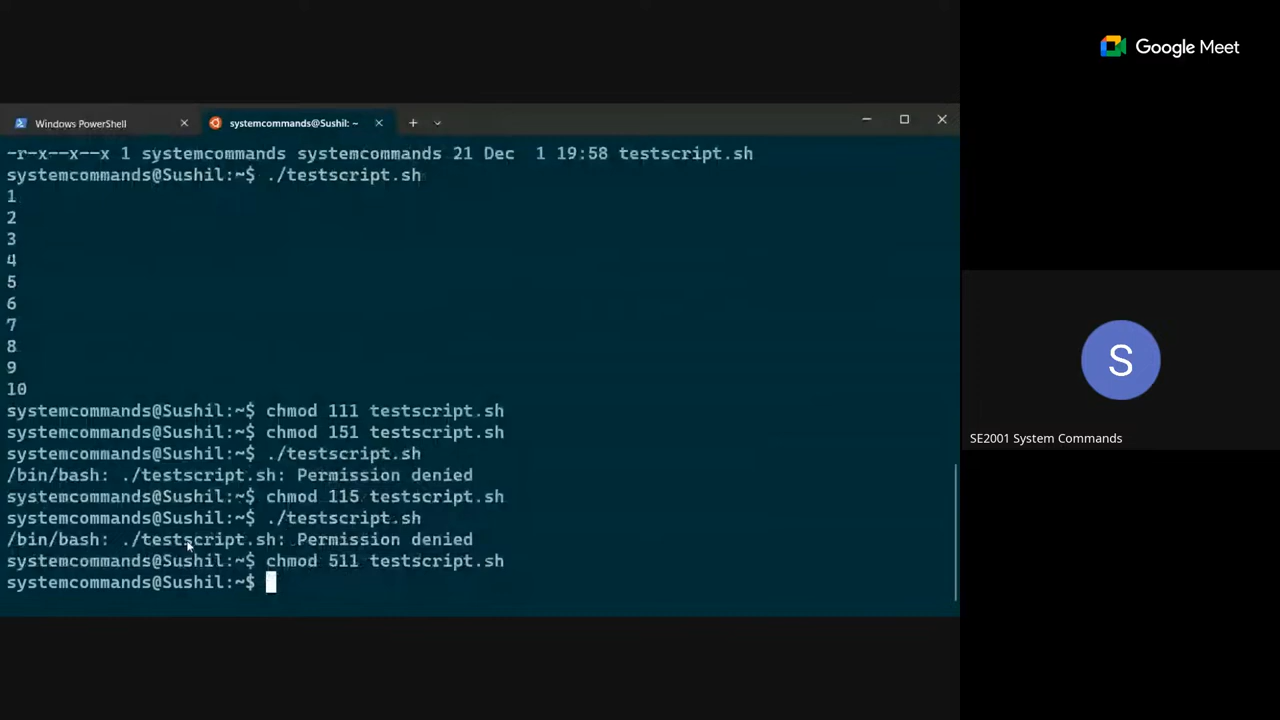 Google Meet
Windows PowerShell
systemcommands@Sushil: ~
-r-x--x--x 1 systemcommands systemcommands 21 Dec  1 19:58 testscript.sh
systemcommands@Sushil:~$ ./testscript.sh
1
2
3
4
5
6
7
8
9
10
systemcommands@Sushil:~$ chmod 111 testscript.sh
systemcommands@Sushil:~$ chmod 151 testscript.sh
systemcommands@Sushil:~$ ./testscript.sh
/bin/bash: ./testscript.sh: Permission denied
systemcommands@Sushil:~$ chmod 115 testscript.sh
systemcommands@Sushil:~$ ./testscript.sh
/bin/bash: ./testscript.sh: Permission denied
systemcommands@Sushil:~$ chmod 511 testscript.sh
systemcommands@Sushil:~$
S
SE2001 System Commands